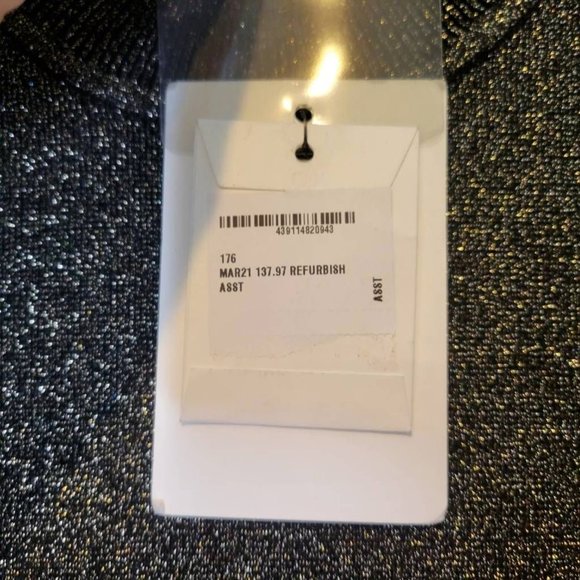 439114820943
176
MAR21 137.97 REFURBISH
ASST
ASST